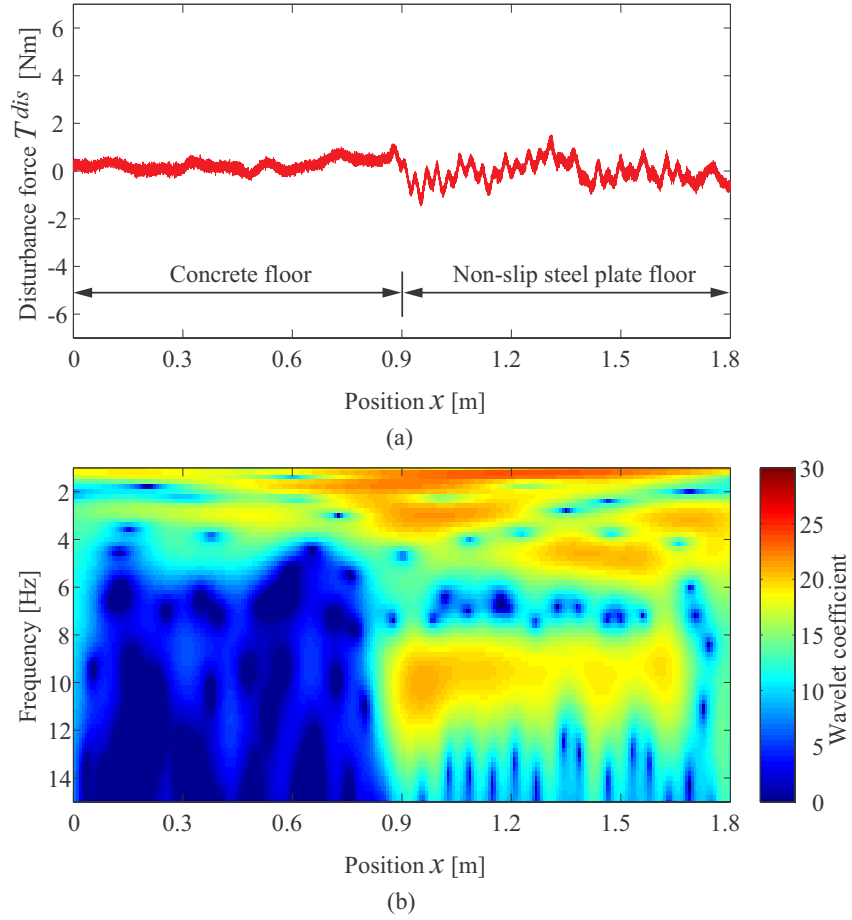 6
4
2
0
-2
-4
-6
Disturbance force T^dis [Nm]
Concrete floor
Non-slip steel plate floor
0 0.3 0.6 0.9 1.2 1.5 1.8
Position x [m]
(a)
2
4
6
8
10
12
14
Frequency [Hz]
30
25
20
15
10
5
0
Wavelet coefficient
0 0.3 0.6 0.9 1.2 1.5 1.8
Position x [m]
(b)